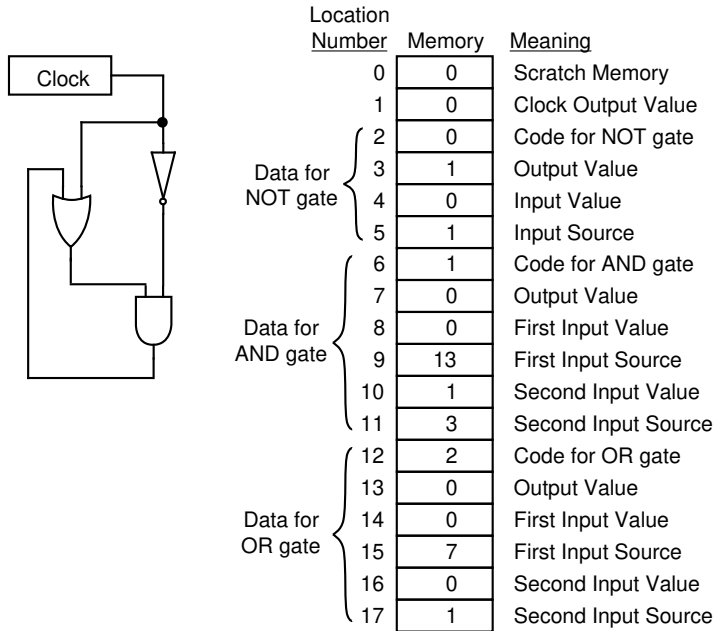 Clock
Location
Number Memory Meaning
0 0 Scratch Memory
1 0 Clock Output Value
2 0 Code for NOT gate
3 1 Output Value
4 0 Input Value
5 1 Input Source
6 1 Code for AND gate
7 0 Output Value
8 0 First Input Value
9 13 First Input Source
10 1 Second Input Value
11 3 Second Input Source
12 2 Code for OR gate
13 0 Output Value
14 0 First Input Value
15 7 First Input Source
16 0 Second Input Value
17 1 Second Input Source
Data for
NOT gate
Data for
AND gate
Data for
OR gate